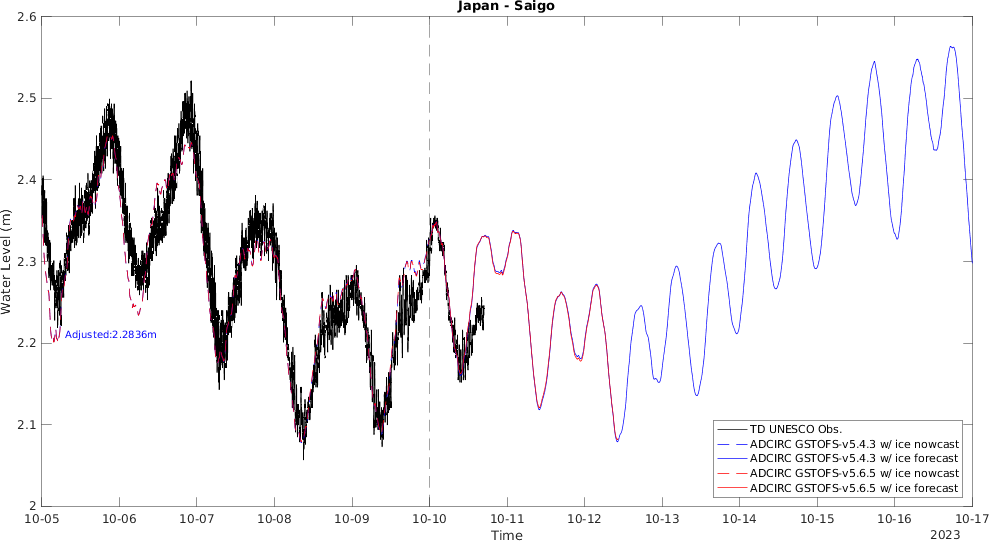 Japan - Saigo
2.6
2.5
2.4
2.3
2.2
2.1
2
Water Level (m)
Adjusted:2.2836m
TD UNESCO Obs.
ADCIRC GSTOFS-v5.4.3 w/ ice nowcast
ADCIRC GSTOFS-v5.4.3 w/ ice forecast
ADCIRC GSTOFS-v5.6.5 w/ ice nowcast
ADCIRC GSTOFS-v5.6.5 w/ ice forecast
10-05 10-06 10-07 10-08 10-09 10-10 10-11 10-12 10-13 10-14 10-15 10-16 10-17
Time
2023